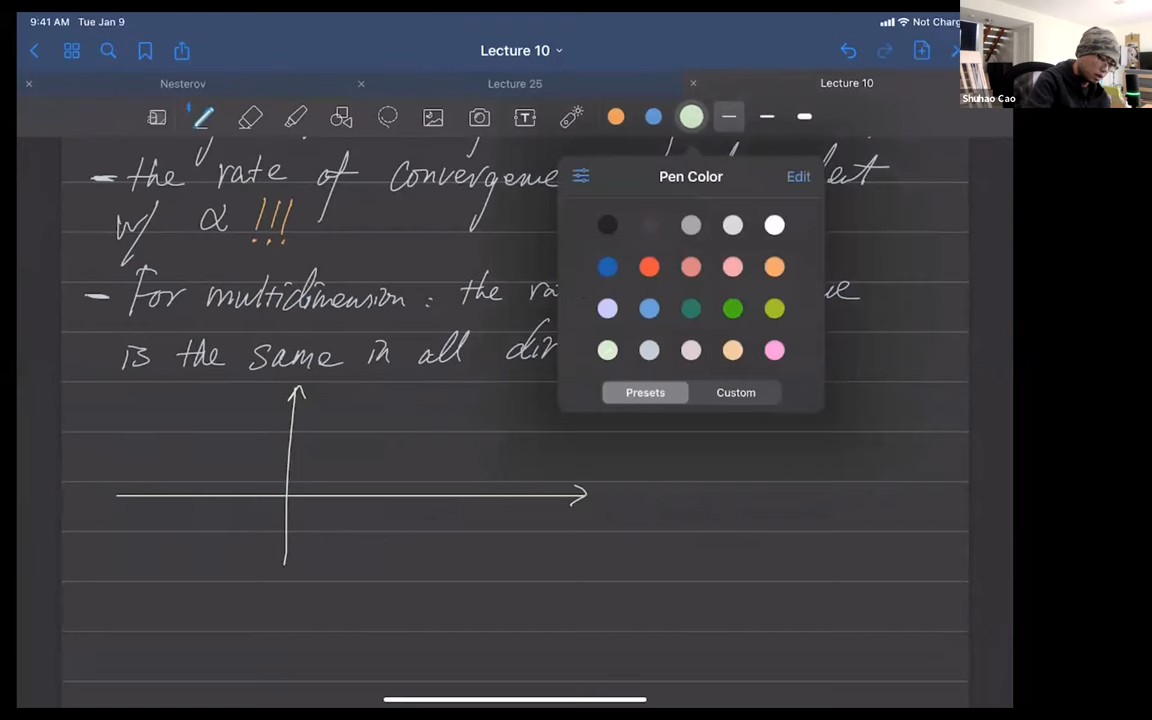 9:41 AM Tue Jan 9
Not Charg
Lecture 10
Nesterov
Lecture 25
Lecture 10
Shuhao Cao
Pen Color
Edit
Presets
Custom
- the rate of convergence
w/ α !!!
- For multidimension : the
is the same in all